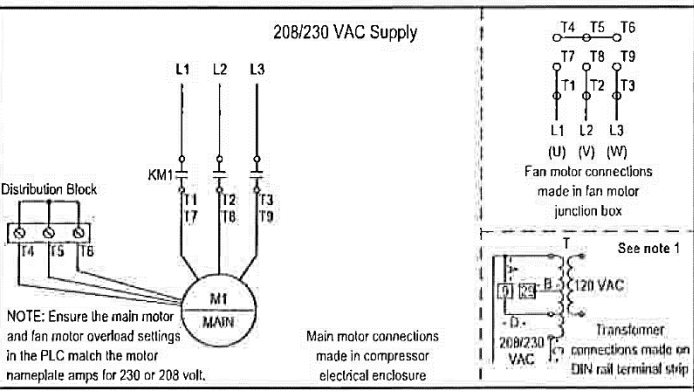 208/230 VAC Supply
L1 L2 L3
KM1
T1 T2 T3
T7 T8 T9
Distribution Block
T4 T5 T6
M1
MAIN
NOTE: Ensure the main motor
and fan motor overload settings
in the PLC match the motor
nameplate amps for 230 or 208 volt.
Main motor connections
made in compressor
electrical enclosure
T4 T5 T6
T7 T8 T9
T1 T2 T3
L1 L2 L3
(U) (V) (W)
Fan motor connections
made in fan motor
junction box
T
See note 1
- B -
120 VAC
- D -
208/230
VAC
Transformer
connections made on
DIN rail terminal strip